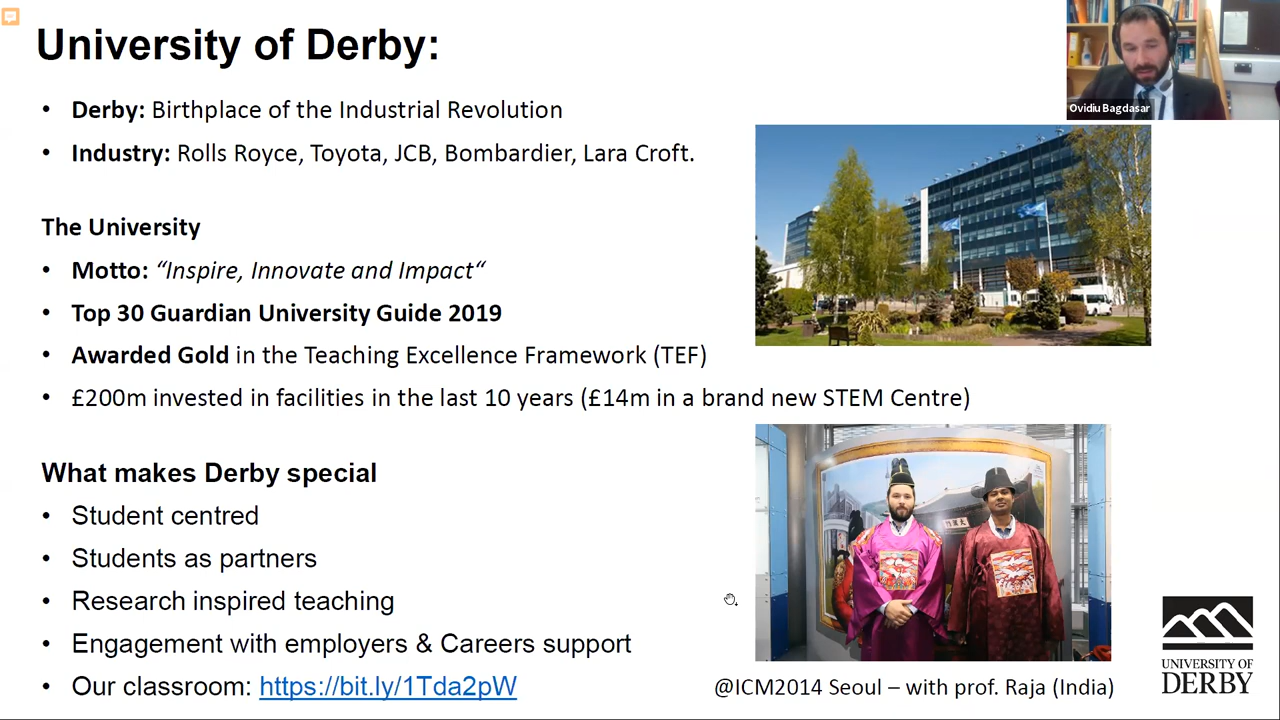 University of Derby:
Ovidiu Bagdasar
• Derby: Birthplace of the Industrial Revolution
• Industry: Rolls Royce, Toyota, JCB, Bombardier, Lara Croft.
The University
• Motto: “Inspire, Innovate and Impact“
• Top 30 Guardian University Guide 2019
• Awarded Gold in the Teaching Excellence Framework (TEF)
• £200m invested in facilities in the last 10 years (£14m in a brand new STEM Centre)
What makes Derby special
• Student centred
• Students as partners
• Research inspired teaching
• Engagement with employers & Careers support
• Our classroom: https://bit.ly/1Tda2pW
@ICM2014 Seoul – with prof. Raja (India)
UNIVERSITY OF
DERBY